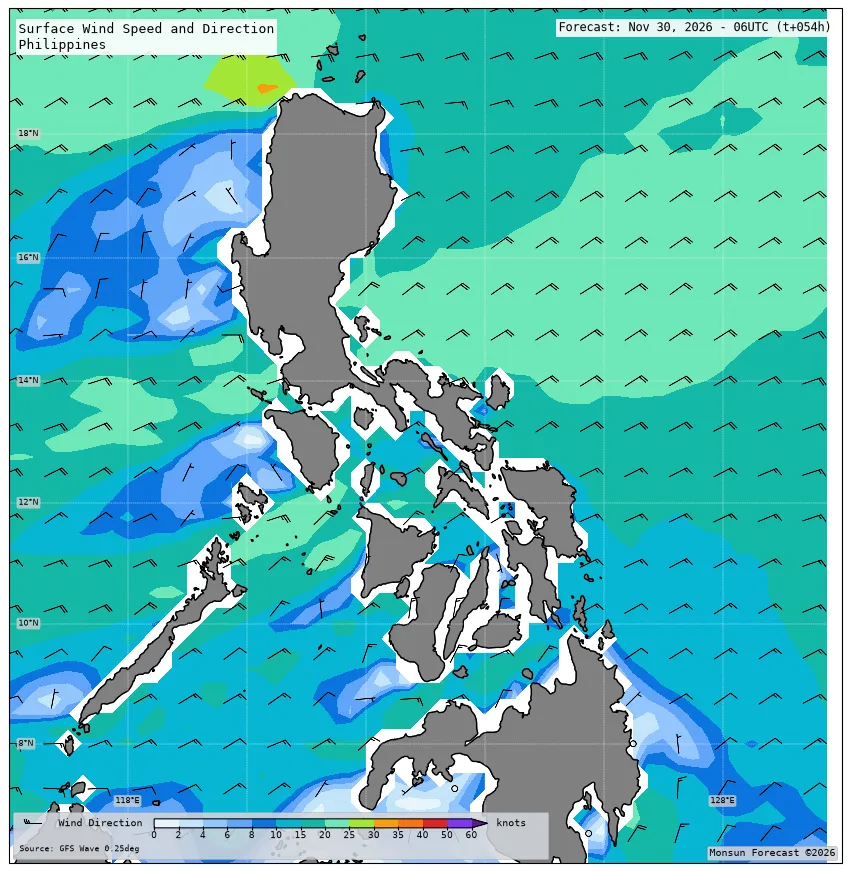 Surface Wind Speed and Direction
Philippines
Forecast: Nov 30, 2026 - 06UTC (t+054h)
18°N
16°N
14°N
12°N
10°N
8°N
118°E
128°E
Wind Direction
knots
0 2 4 6 8 10 15 20 25 30 35 40 50 60
Source: GFS Wave 0.25deg
Monsun Forecast ©2026